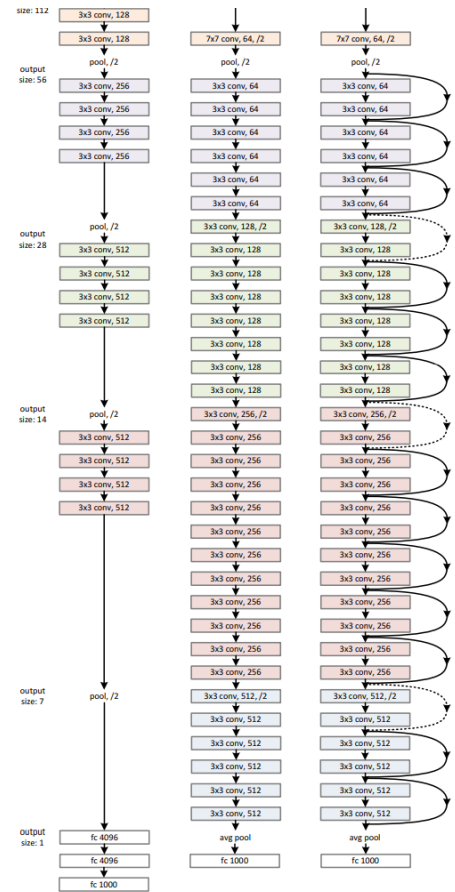 size: 112
output
size: 56
output
size: 28
output
size: 14
output
size: 7
output
size: 1
3x3 conv, 128
3x3 conv, 128
pool, /2
3x3 conv, 256
3x3 conv, 256
3x3 conv, 256
3x3 conv, 256
pool, /2
3x3 conv, 512
3x3 conv, 512
3x3 conv, 512
3x3 conv, 512
pool, /2
3x3 conv, 512
3x3 conv, 512
3x3 conv, 512
3x3 conv, 512
pool, /2
fc 4096
fc 4096
fc 1000
7x7 conv, 64, /2
pool, /2
3x3 conv, 64
3x3 conv, 64
3x3 conv, 64
3x3 conv, 64
3x3 conv, 64
3x3 conv, 64
3x3 conv, 128, /2
3x3 conv, 128
3x3 conv, 128
3x3 conv, 128
3x3 conv, 128
3x3 conv, 128
3x3 conv, 128
3x3 conv, 128
3x3 conv, 256, /2
3x3 conv, 256
3x3 conv, 256
3x3 conv, 256
3x3 conv, 256
3x3 conv, 256
3x3 conv, 256
3x3 conv, 256
3x3 conv, 256
3x3 conv, 256
3x3 conv, 256
3x3 conv, 256
3x3 conv, 512, /2
3x3 conv, 512
3x3 conv, 512
3x3 conv, 512
3x3 conv, 512
3x3 conv, 512
avg pool
fc 1000
7x7 conv, 64, /2
pool, /2
3x3 conv, 64
3x3 conv, 64
3x3 conv, 64
3x3 conv, 64
3x3 conv, 64
3x3 conv, 64
3x3 conv, 128, /2
3x3 conv, 128
3x3 conv, 128
3x3 conv, 128
3x3 conv, 128
3x3 conv, 128
3x3 conv, 128
3x3 conv, 128
3x3 conv, 256, /2
3x3 conv, 256
3x3 conv, 256
3x3 conv, 256
3x3 conv, 256
3x3 conv, 256
3x3 conv, 256
3x3 conv, 256
3x3 conv, 256
3x3 conv, 256
3x3 conv, 256
3x3 conv, 256
3x3 conv, 512, /2
3x3 conv, 512
3x3 conv, 512
3x3 conv, 512
3x3 conv, 512
3x3 conv, 512
avg pool
fc 1000